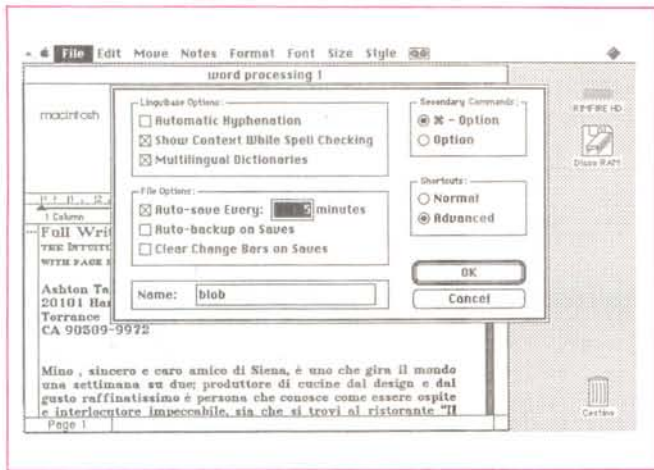 File Edit Move Notes Format Font Size Style
word processing 1
macintosh
LinguBase Options:
Automatic Hyphenation
Show Context While Spell Checking
Multilingual Dictionaries
Secondary Commands:
⌘ - Option
Option
File Options:
Auto-save Every: 5 minutes
Auto-backup on Saves
Clear Change Bars on Saves
Shortcuts:
Normal
Advanced
Name: blob
OK
Cancel
RIMFIRE HD
Disco RAM
Cestino
1 Column
Full Writ
WITH PAGE
Ashton Ta
20101 Ha
Torrance
CA 90509-9972
Mino , sincero e caro amico di Siena, è uno che gira il mondo
una settimana su due; produttore di cucine dal design e dal
gusto raffinatissimo è persona che conosce come essere ospite
e interlocutore impeccabile, sia che si trovi al ristorante "Il
Page 1